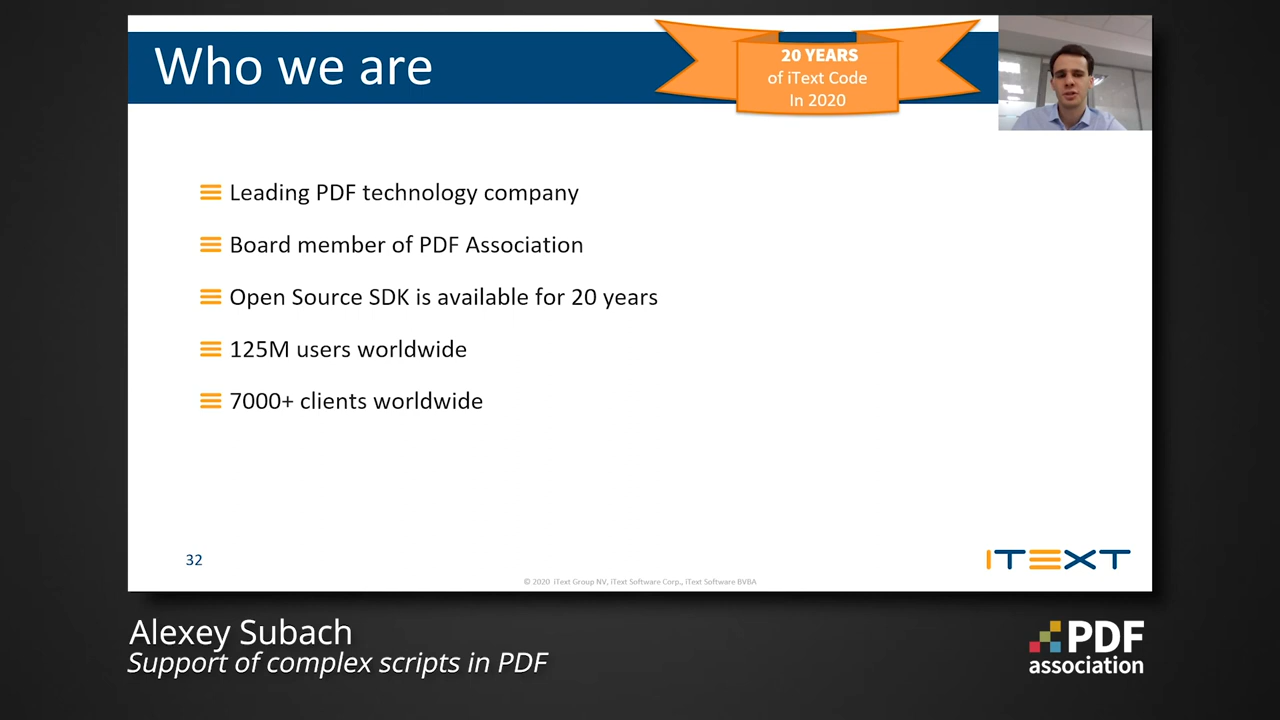 Who we are
20 YEARS
of iText Code
In 2020
Leading PDF technology company
Board member of PDF Association
Open Source SDK is available for 20 years
125M users worldwide
7000+ clients worldwide
32
ITEXT
© 2020 iText Group NV, iText Software Corp., iText Software BVBA
Alexey Subach
Support of complex scripts in PDF
PDF
association